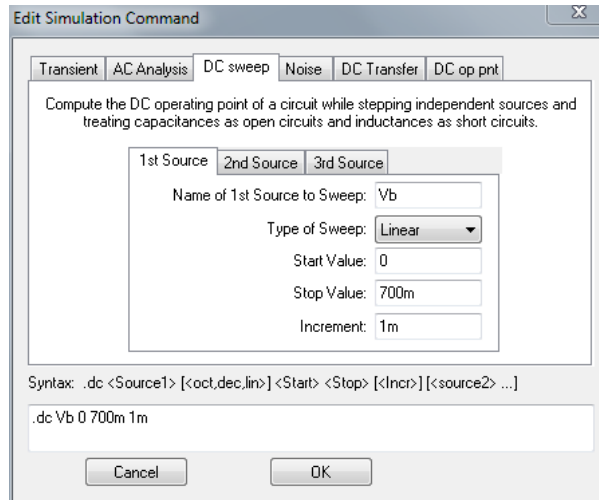 Edit Simulation Command
Transient AC Analysis DC sweep Noise DC Transfer DC op pnt
Compute the DC operating point of a circuit while stepping independent sources and
treating capacitances as open circuits and inductances as short circuits.
1st Source 2nd Source 3rd Source
Name of 1st Source to Sweep: Vb
Type of Sweep: Linear
Start Value: 0
Stop Value: 700m
Increment: 1m
Syntax: .dc <Source1> [<oct,dec,lin>] <Start> <Stop> [<Incr>] [<source2> ...]
.dc Vb 0 700m 1m
Cancel OK